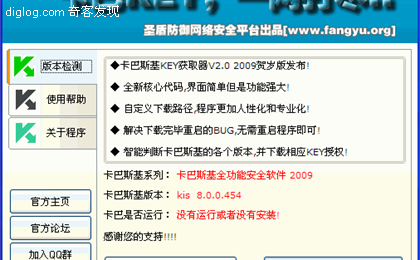 diglog.com 奇客发现
圣盾防御网络安全平台出品[www.fangyu.org]
版本检测
使用帮助
关于程序
官方主页
官方论坛
加入QQ群
◆ 卡巴斯基KEY获取器V2.0 2009贺岁版发布!
◆ 全新核心代码,界面简单但是功能强大!
◆ 自定义下载路径,程序更加人性化和专业化!
◆ 解决下载完毕重启的BUG,无需重启程序即可!
◆ 智能判断卡巴斯基的各个版本,并下载相应KEY授权!
卡巴斯基系列： 卡巴斯基全功能安全软件 2009
卡巴斯基版本： kis 8.0.0.454
卡巴是否运行： 没有运行或者没有安装!
感谢您的支持!!!!